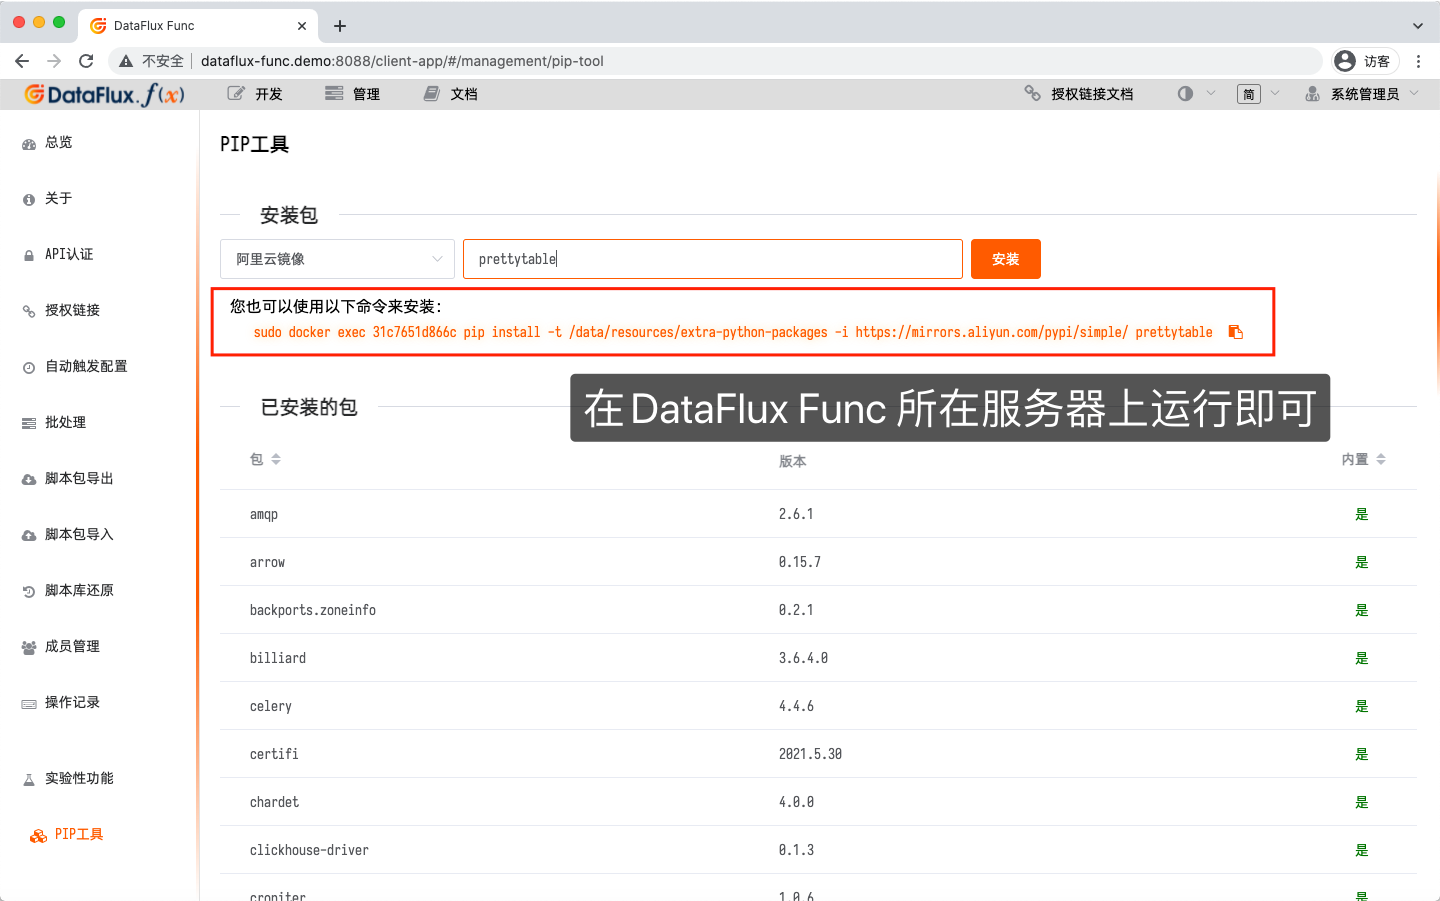 DataFlux Func
不安全 dataflux-func.demo:8088/client-app/#/management/pip-tool 访客
DataFlux.f(x) 开发 管理 文档 授权链接文档 简 系统管理员
总览
关于
API认证
授权链接
自动触发配置
批处理
脚本包导出
脚本包导入
脚本库还原
成员管理
操作记录
实验性功能
PIP工具
PIP工具
安装包
阿里云镜像 prettytable 安装
您也可以使用以下命令来安装：
sudo docker exec 31c7651d866c pip install -t /data/resources/extra-python-packages -i https://mirrors.aliyun.com/pypi/simple/ prettytable
已安装的包
在 DataFlux Func 所在服务器上运行即可
包 版本 内置
amqp 2.6.1 是
arrow 0.15.7 是
backports.zoneinfo 0.2.1 是
billiard 3.6.4.0 是
celery 4.4.6 是
certifi 2021.5.30 是
chardet 4.0.0 是
clickhouse-driver 0.1.3 是
croniter 1.0.6 是